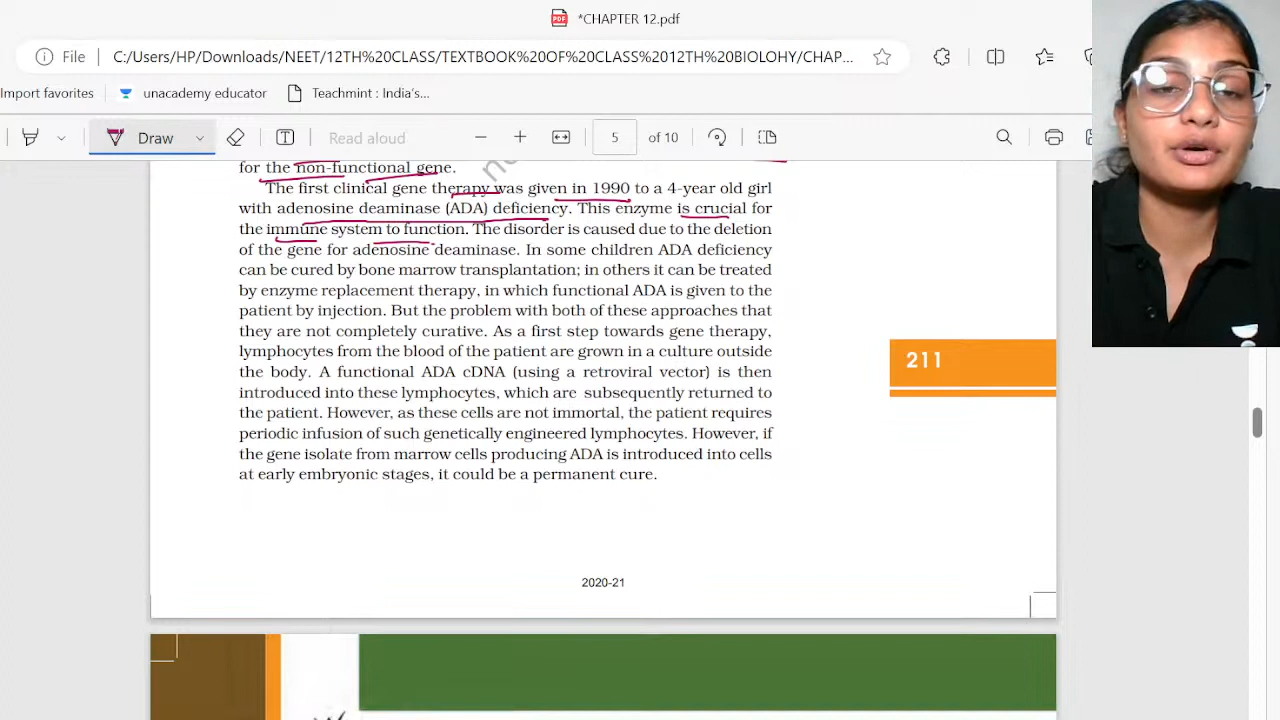 *CHAPTER 12.pdf
File C:/Users/HP/Downloads/NEET/12TH%20CLASS/TEXTBOOK%20OF%20CLASS%2012TH%20BIOLOHY/CHAP...
Import favorites unacademy educator Teachmint : India's...
Draw Read aloud 5 of 10
for the non-functional gene.
The first clinical gene therapy was given in 1990 to a 4-year old girl
with adenosine deaminase (ADA) deficiency. This enzyme is crucial for
the immune system to function. The disorder is caused due to the deletion
of the gene for adenosine deaminase. In some children ADA deficiency
can be cured by bone marrow transplantation; in others it can be treated
by enzyme replacement therapy, in which functional ADA is given to the
patient by injection. But the problem with both of these approaches that
they are not completely curative. As a first step towards gene therapy,
lymphocytes from the blood of the patient are grown in a culture outside
the body. A functional ADA cDNA (using a retroviral vector) is then
introduced into these lymphocytes, which are subsequently returned to
the patient. However, as these cells are not immortal, the patient requires
periodic infusion of such genetically engineered lymphocytes. However, if
the gene isolate from marrow cells producing ADA is introduced into cells
at early embryonic stages, it could be a permanent cure.
211
2020-21